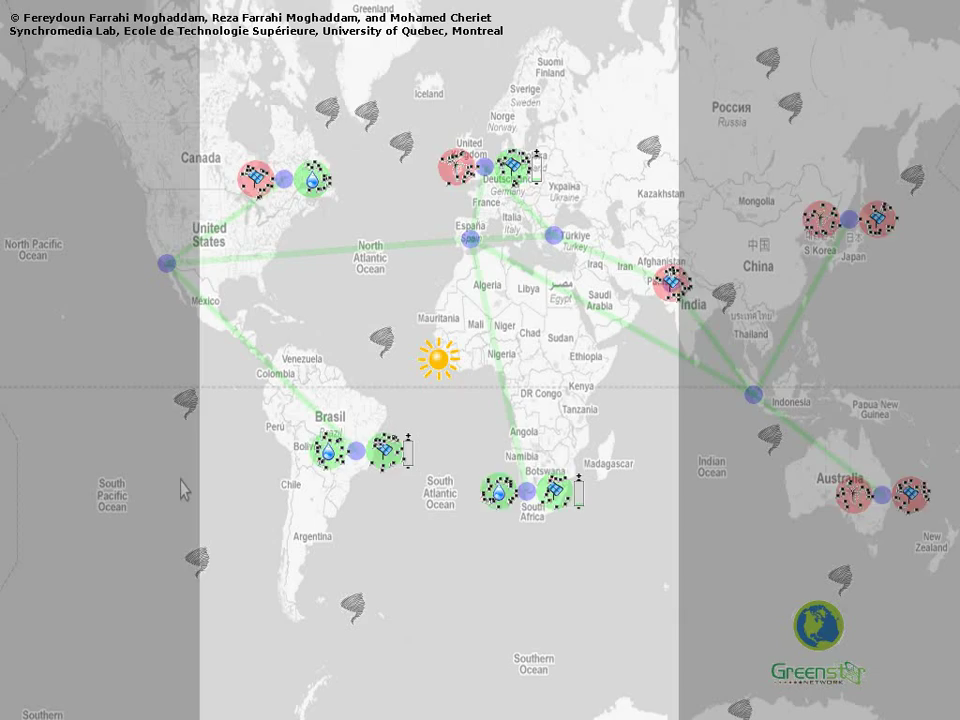 © Fereydoun Farrahi Moghaddam, Reza Farrahi Moghaddam, and Mohamed Cheriet
Synchromedia Lab, Ecole de Technologie Supérieure, University of Quebec, Montreal
Greenland
Iceland
Suomi
Finland
Sverige
Sweden
Norge
Norway
Россия
Russia
Canada
United
Deutschland
Germany
Україна
Ukraine
France
Kazakhstan
Mongolia
United
States
España
Italia
Italy
Türkiye
Turkey
中国
China
S Korea
日本
Japan
North Pacific
Ocean
North
Atlantic
Ocean
Iraq
Iran
Afghanistan
Algeria
Libya
Egypt
Saudi
Arabia
India
México
Mauritania
Mali
Niger
Chad
Sudan
ประเทศไทย
Thailand
Venezuela
Colombia
Nigeria
Ethiopia
DR Congo
Kenya
Tanzania
Indonesia
Papua New
Guinea
Brasil
Brazil
Perú
Angola
Namibia
Botswana
Madagascar
Indian
Ocean
Australia
Chile
South
Pacific
Ocean
South
Atlantic
Ocean
South
Africa
Argentina
New
Zealand
Southern
Ocean
Greenstar
NETWORK
Southern